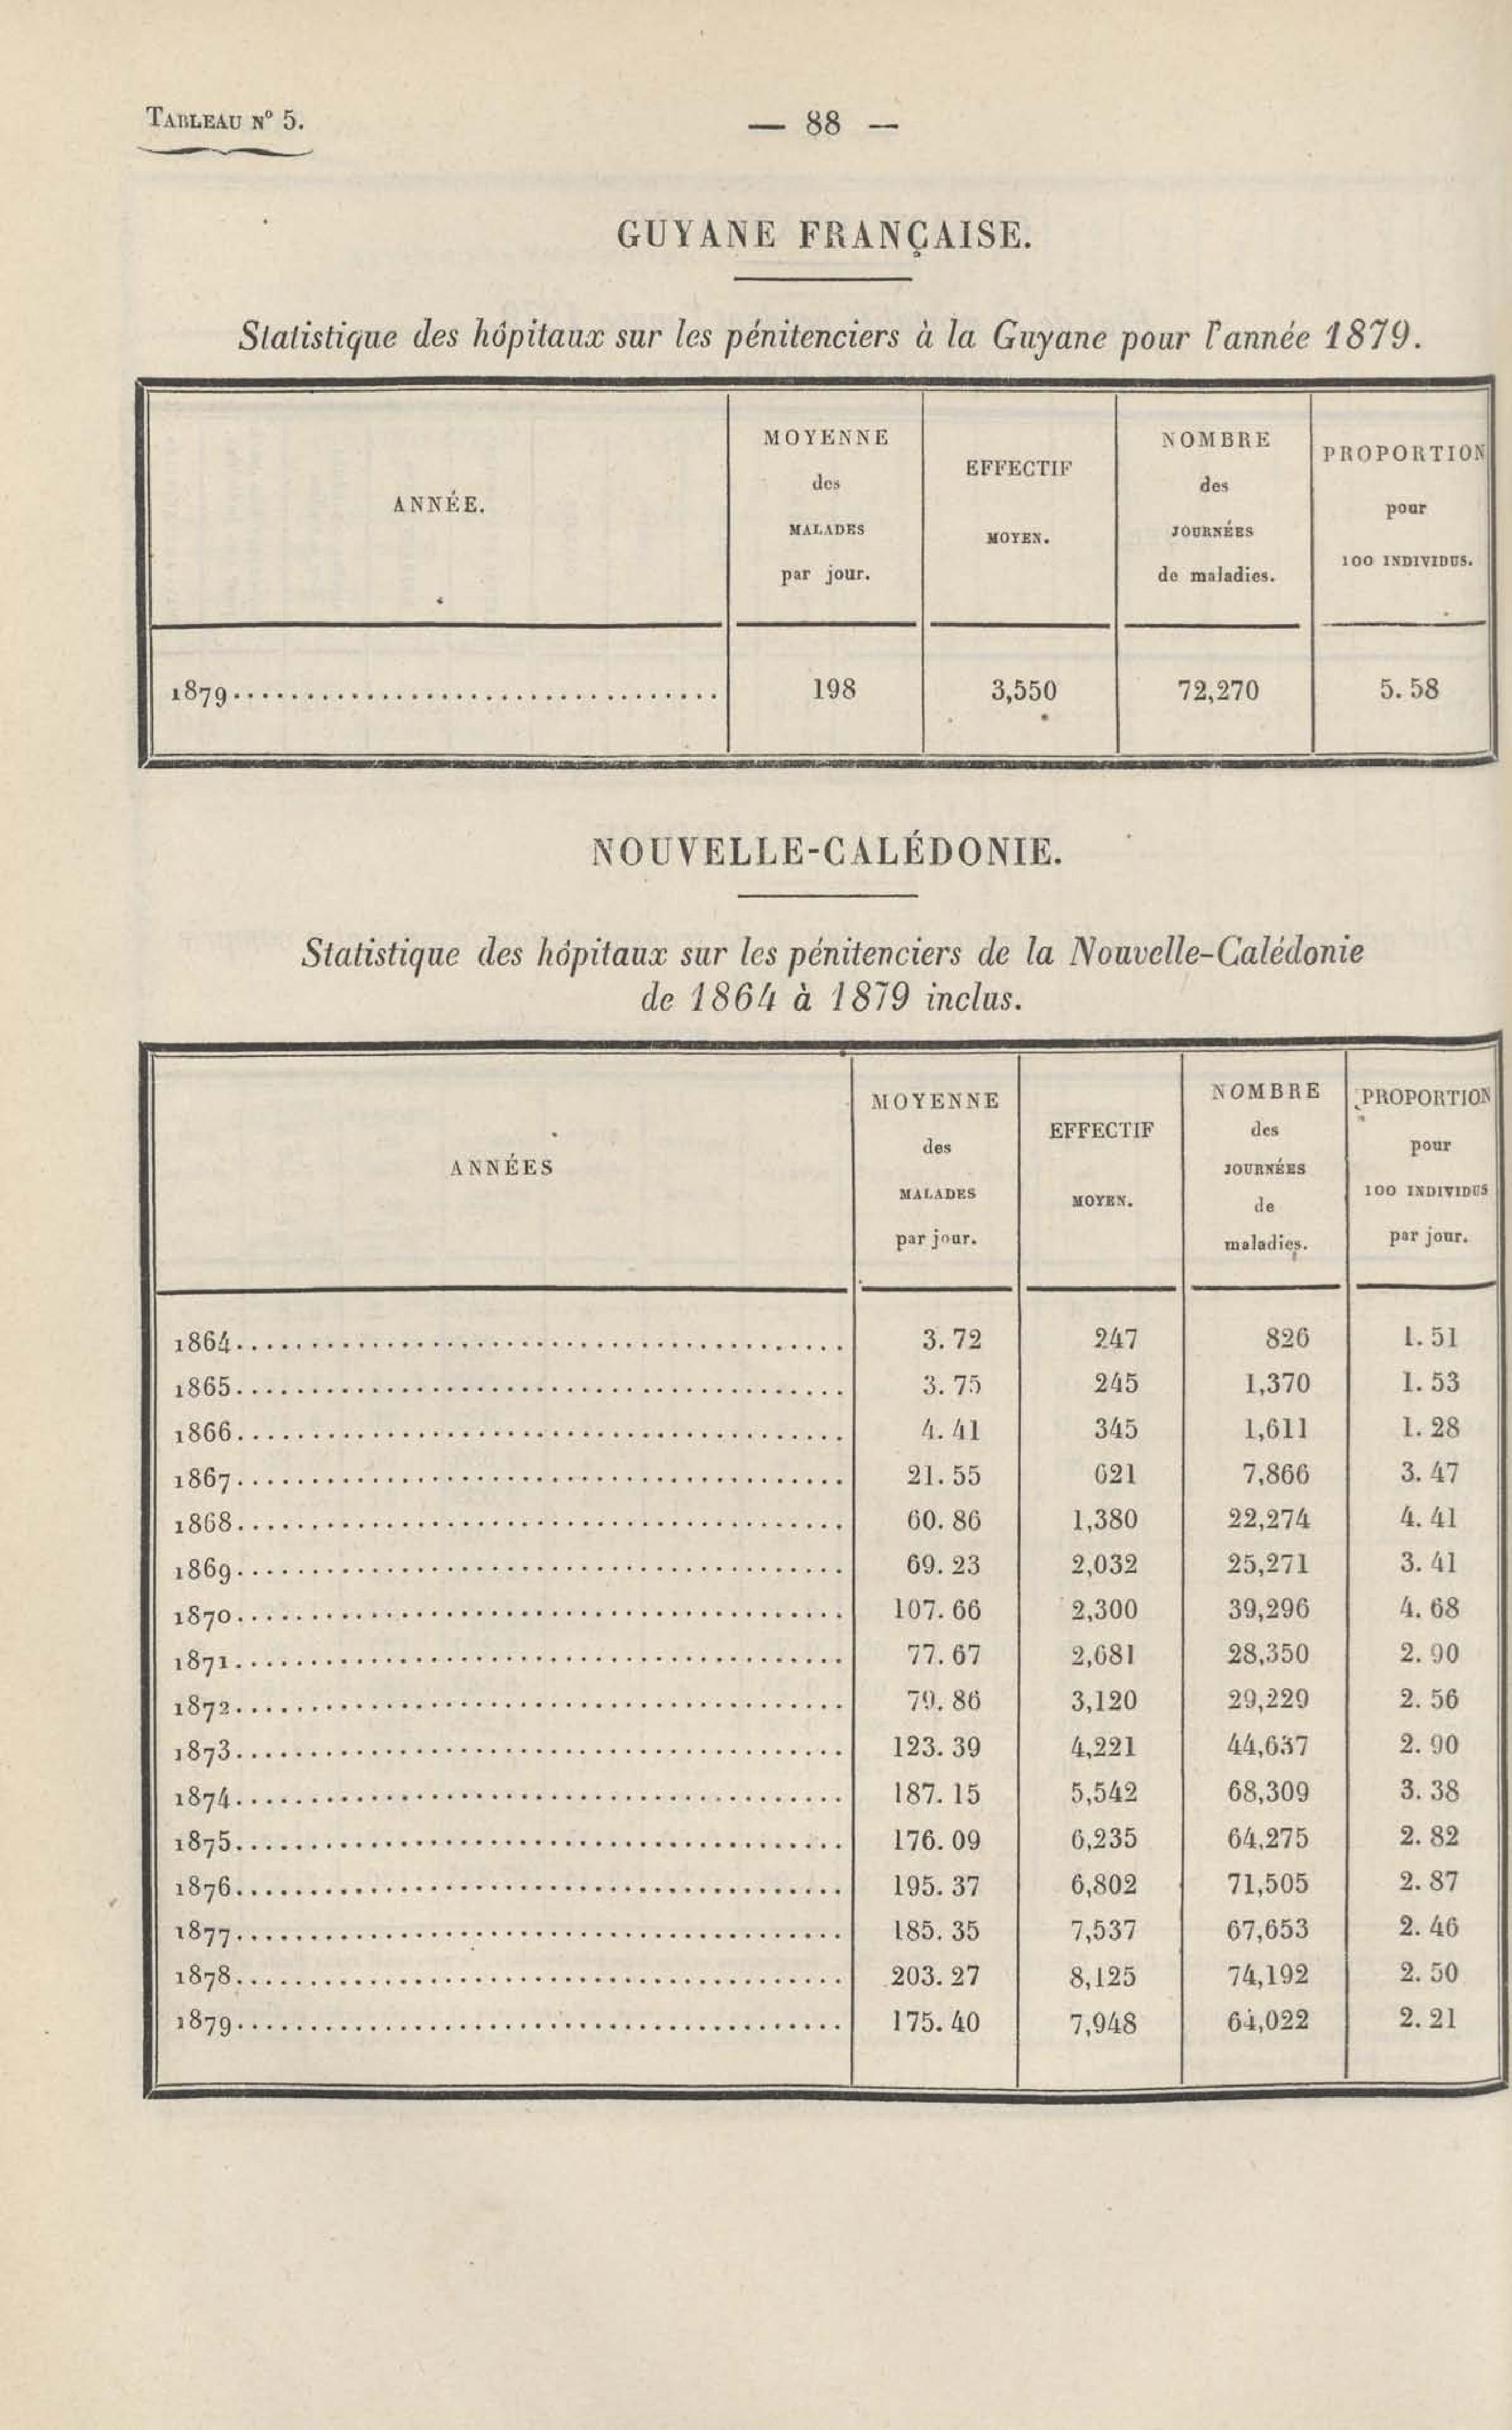 TABLEAU N° 5.
— 88 —
GUYANE FRANÇAISE.
Statistique des hôpitaux sur les pénitenciers à la Guyane pour l'année 1879.
ANNÉE.
MOYENNE
des
MALADES
par jour.
EFFECTIF
MOYEN.
NOMBRE
des
JOURNÉES
de maladies.
PROPORTION
pour
100 INDIVIDUS.
1879 198 3,550 72,270 5.58
NOUVELLE-CALÉDONIE.
Statistique des hôpitaux sur les pénitenciers de la Nouvelle-Calédonie
de 1864 à 1879 inclus.
ANNÉES
MOYENNE
des
MALADES
par jour.
EFFECTIF
MOYEN.
NOMBRE
des
JOURNÉES
de
maladies.
PROPORTION
pour
100 INDIVIDUS
par jour.
1864 3.72 247 826 1.51
1865 3.75 245 1,370 1.53
1866 4.41 345 1,611 1.28
1867 21.55 621 7,866 3.47
1868 60.86 1,380 22,274 4.41
1869 69.23 2,032 25,271 3.41
1870 107.66 2,300 39,296 4.68
1871 77.67 2,681 28,350 2.90
1872 79.86 3,120 29,229 2.56
1873 123.39 4,221 44,637 2.90
1874 187.15 5,542 68,309 3.38
1875 176.09 6,235 64,275 2.82
1876 195.37 6,802 71,505 2.87
1877 185.35 7,537 67,653 2.46
1878 203.27 8,125 74,192 2.50
1879 175.40 7,948 64,022 2.21